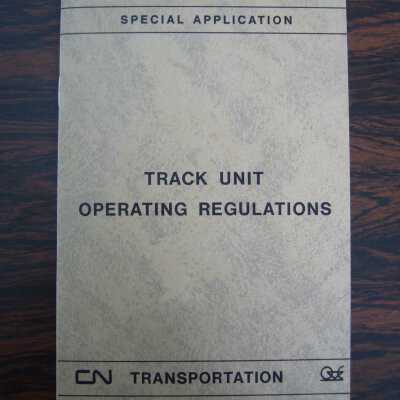 SPECIAL APPLICATION
TRACK UNIT
OPERATING REGULATIONS
CN TRANSPORTATION